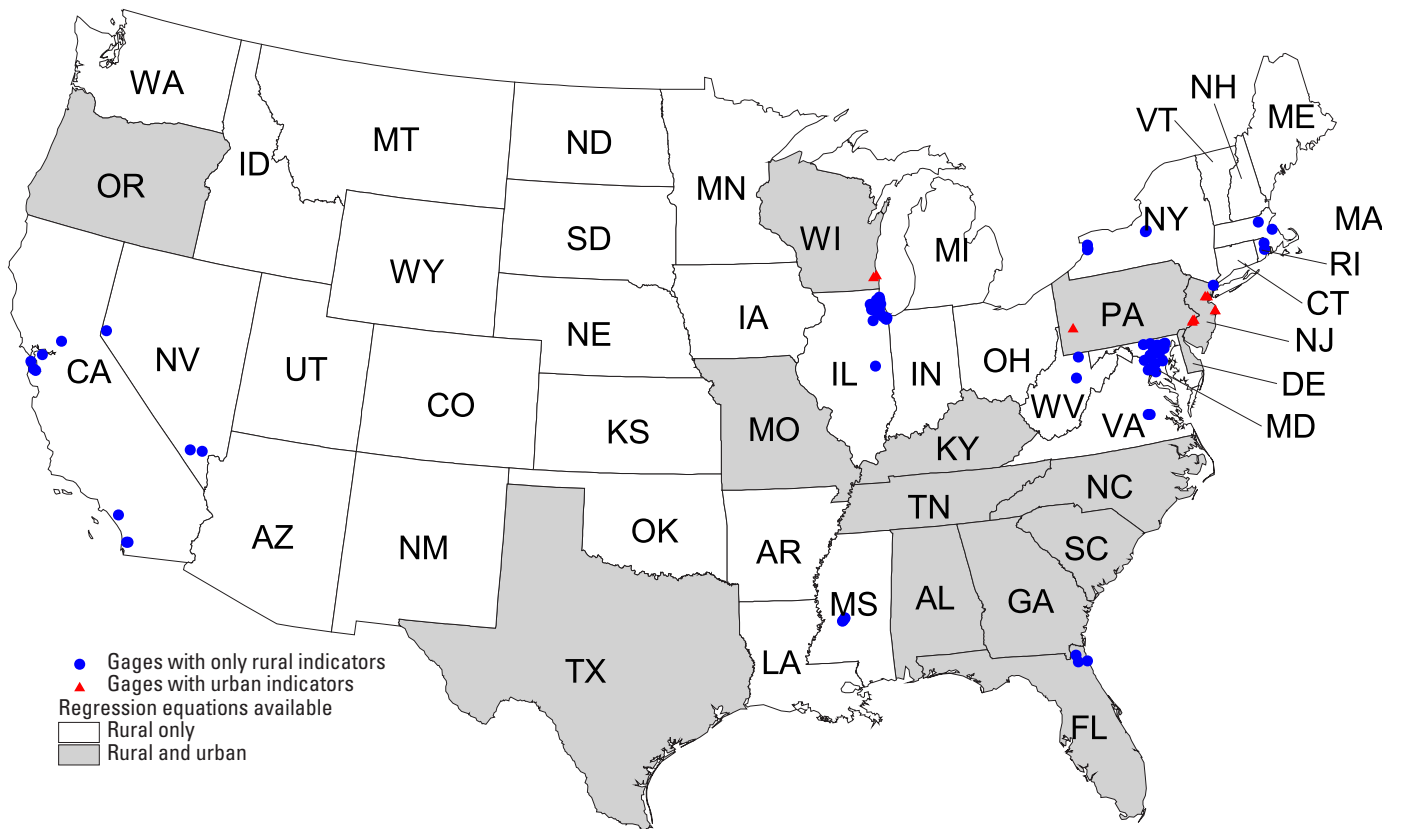 NH
WA
VT
ME
MT
ND
ID
OR
MN
NY
MA
SD
WI
MI
WY
RI
CT
IA
PA
NE
NJ
NV
UT
OH
CA
IL
IN
DE
CO
WV
MD
KS
MO
VA
KY
NC
TN
OK
AZ
NM
AR
SC
MS
AL
GA
LA
TX
Gages with only rural indicators
Gages with urban indicators
Regression equations available
Rural only
Rural and urban
FL